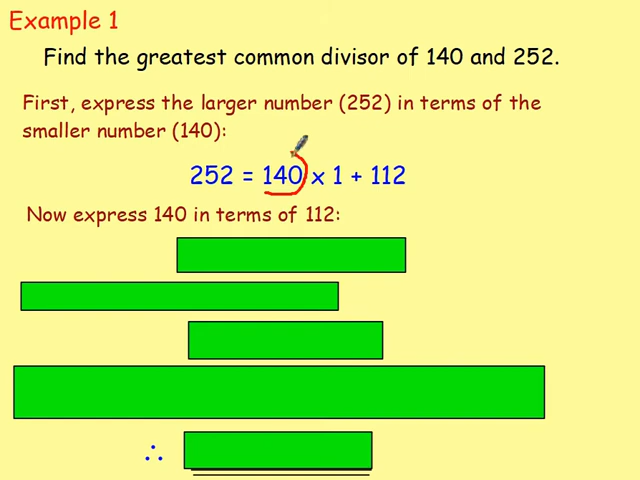 Example 1
Find the greatest common divisor of 140 and 252.
First, express the larger number (252) in terms of the
smaller number (140):
252 = 140 x 1 + 112
Now express 140 in terms of 112:
∴